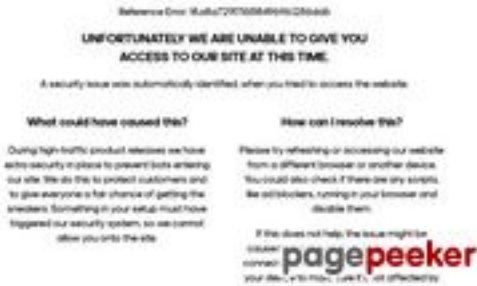 UNFORTUNATELY WE ARE UNABLE TO GIVE YOU
ACCESS TO OUR SITE AT THIS TIME.
A security issue was automatically identified, when you tried to access the website.
What could have caused this?
During high-traffic product releases we have
extra security in place to prevent bots entering
our site. We do this to protect customers and
to give everyone a fair chance of getting the
sneakers. Something in your setup must have
triggered our security system, so we cannot
allow you onto the site.
How can I resolve this?
Please try refreshing or accessing our website
from a different browser or another device.
You could also check if there are any scripts,
like ad blockers, running in your browser and
disable them.
If this does not help, the issue might be
pagepeeker
affected by